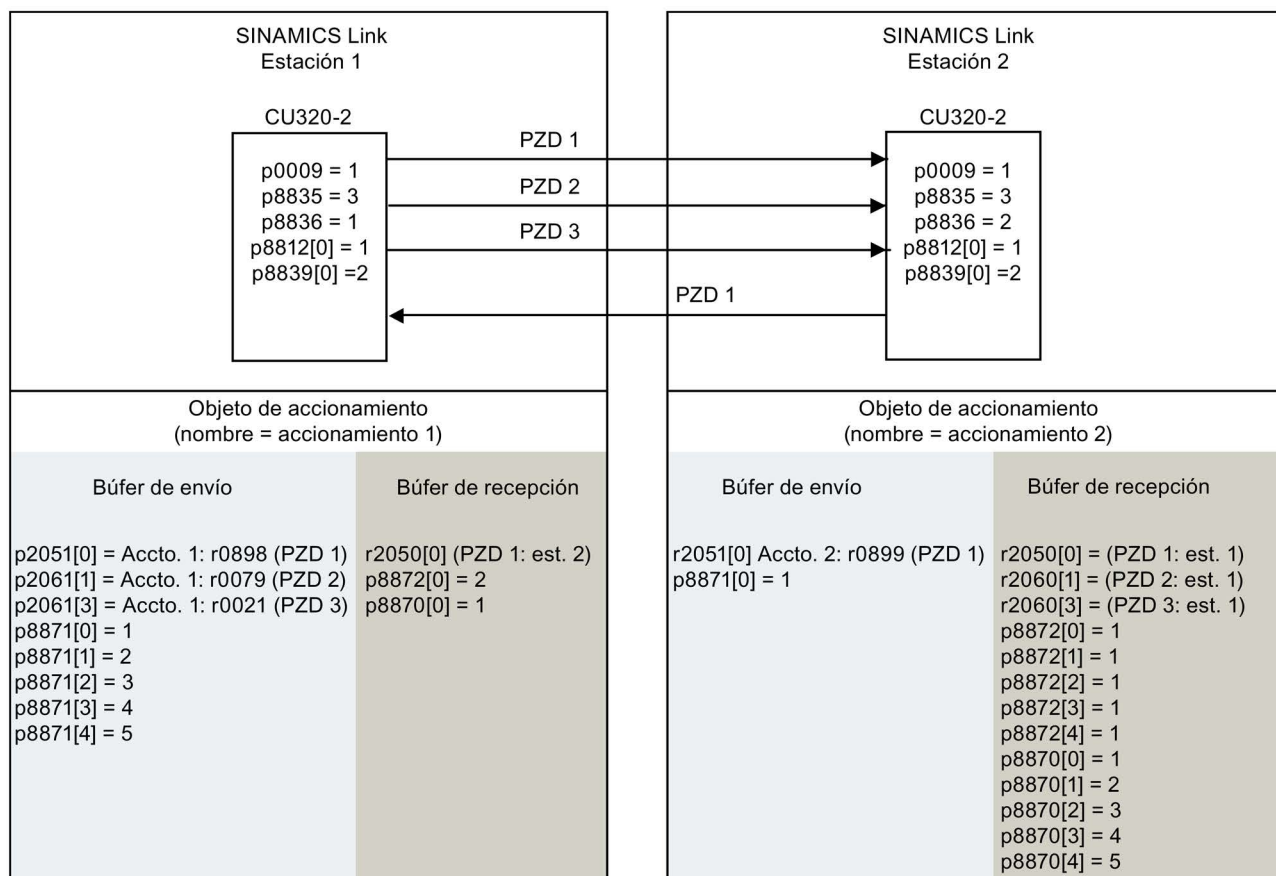 SINAMICS Link
Estación 1
CU320-2
p0009 = 1
p8835 = 3
p8836 = 1
p8812[0] = 1
p8839[0] =2
PZD 1
PZD 2
PZD 3
PZD 1
SINAMICS Link
Estación 2
CU320-2
p0009 = 1
p8835 = 3
p8836 = 2
p8812[0] = 1
p8839[0] =2
Objeto de accionamiento
(nombre = accionamiento 1)
Búfer de envío
p2051[0] = Accto. 1: r0898 (PZD 1)
p2061[1] = Accto. 1: r0079 (PZD 2)
p2061[3] = Accto. 1: r0021 (PZD 3)
p8871[0] = 1
p8871[1] = 2
p8871[2] = 3
p8871[3] = 4
p8871[4] = 5
Búfer de recepción
r2050[0] (PZD 1: est. 2)
p8872[0] = 2
p8870[0] = 1
Objeto de accionamiento
(nombre = accionamiento 2)
Búfer de envío
r2051[0] Accto. 2: r0899 (PZD 1)
p8871[0] = 1
Búfer de recepción
r2050[0] = (PZD 1: est. 1)
r2060[1] = (PZD 2: est. 1)
r2060[3] = (PZD 3: est. 1)
p8872[0] = 1
p8872[1] = 1
p8872[2] = 1
p8872[3] = 1
p8872[4] = 1
p8870[0] = 1
p8870[1] = 2
p8870[2] = 3
p8870[3] = 4
p8870[4] = 5